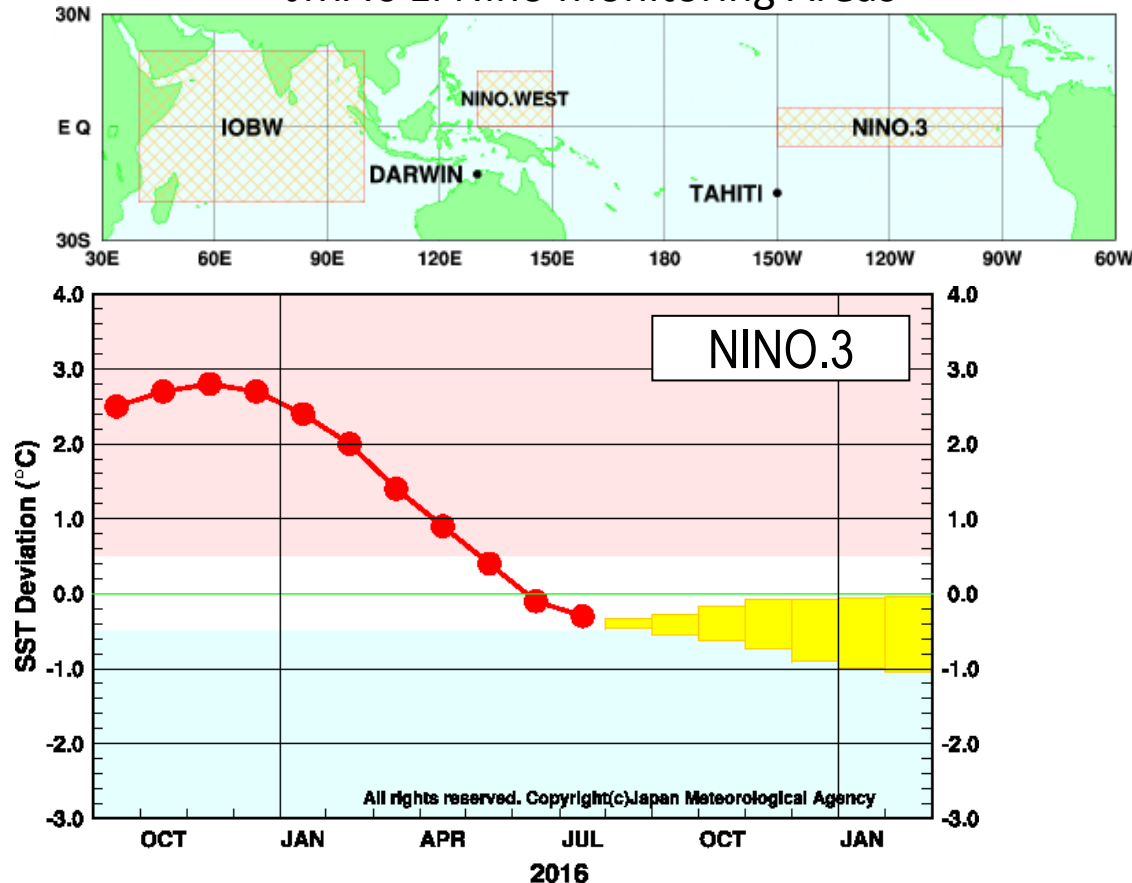 30N
NINO.WEST
E Q
IOBW
NINO.3
DARWIN
TAHITI
30S
30E 60E 90E 120E 150E 180 150W 120W 90W 60W
4.0 4.0
NINO.3
3.0 3.0
2.0 2.0
1.0 1.0
0.0 0.0
-1.0 -1.0
-2.0 -2.0
-3.0 -3.0
SST Deviation (°C)
All rights reserved. Copyright(c)Japan Meteorological Agency
OCT JAN APR JUL OCT JAN
2016